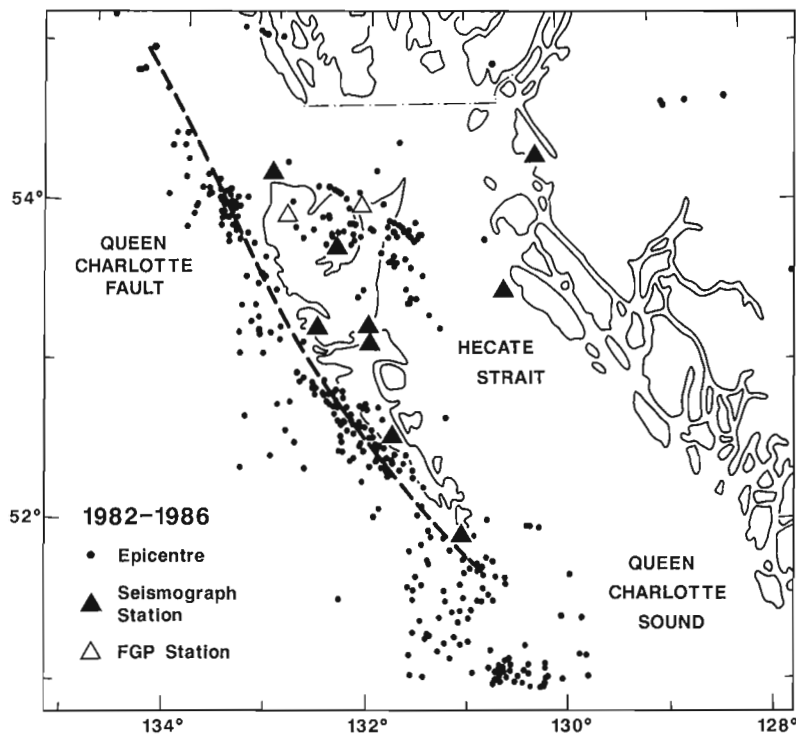 54°
QUEEN
CHARLOTTE
FAULT
HECATE
STRAIT
52°
1982–1986
Epicentre
Seismograph
Station
FGP Station
QUEEN
CHARLOTTE
SOUND
134° 132° 130° 128°